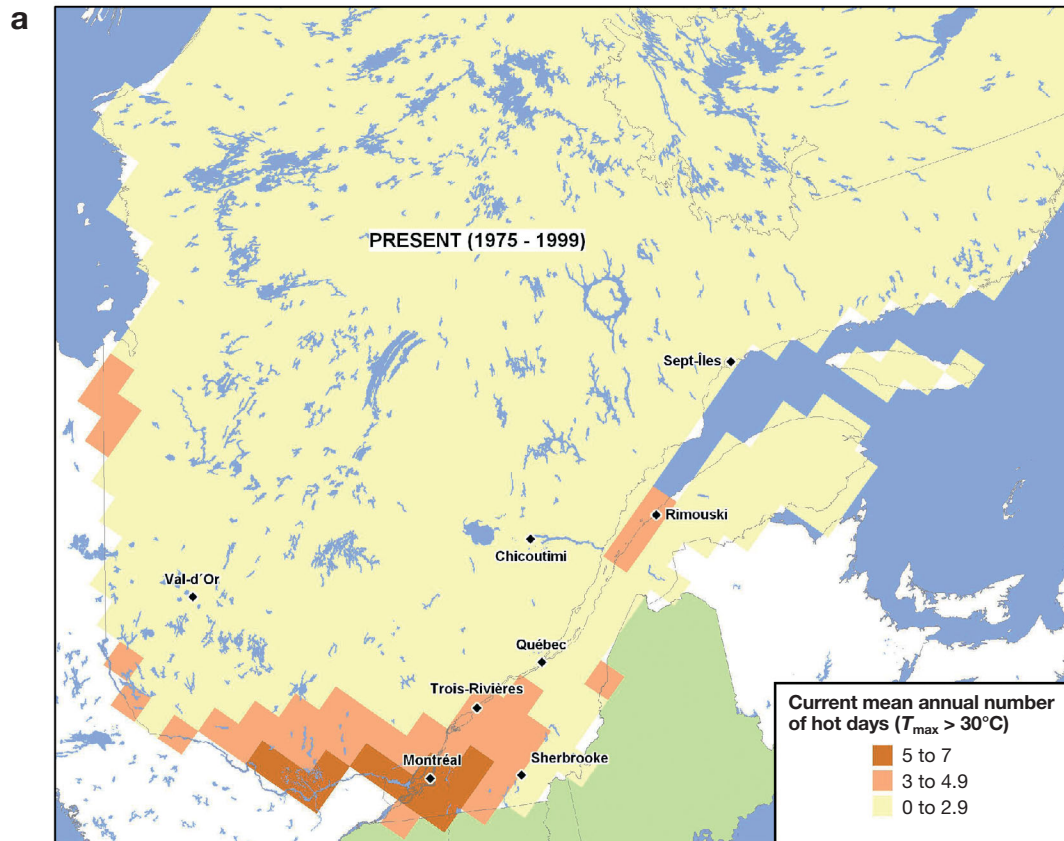 a
PRESENT (1975 - 1999)
Sept-Îles
Rimouski
Chicoutimi
Val-d'Or
Québec
Trois-Rivières
Montréal
Sherbrooke
Current mean annual number
of hot days (Tmax > 30°C)
5 to 7
3 to 4.9
0 to 2.9